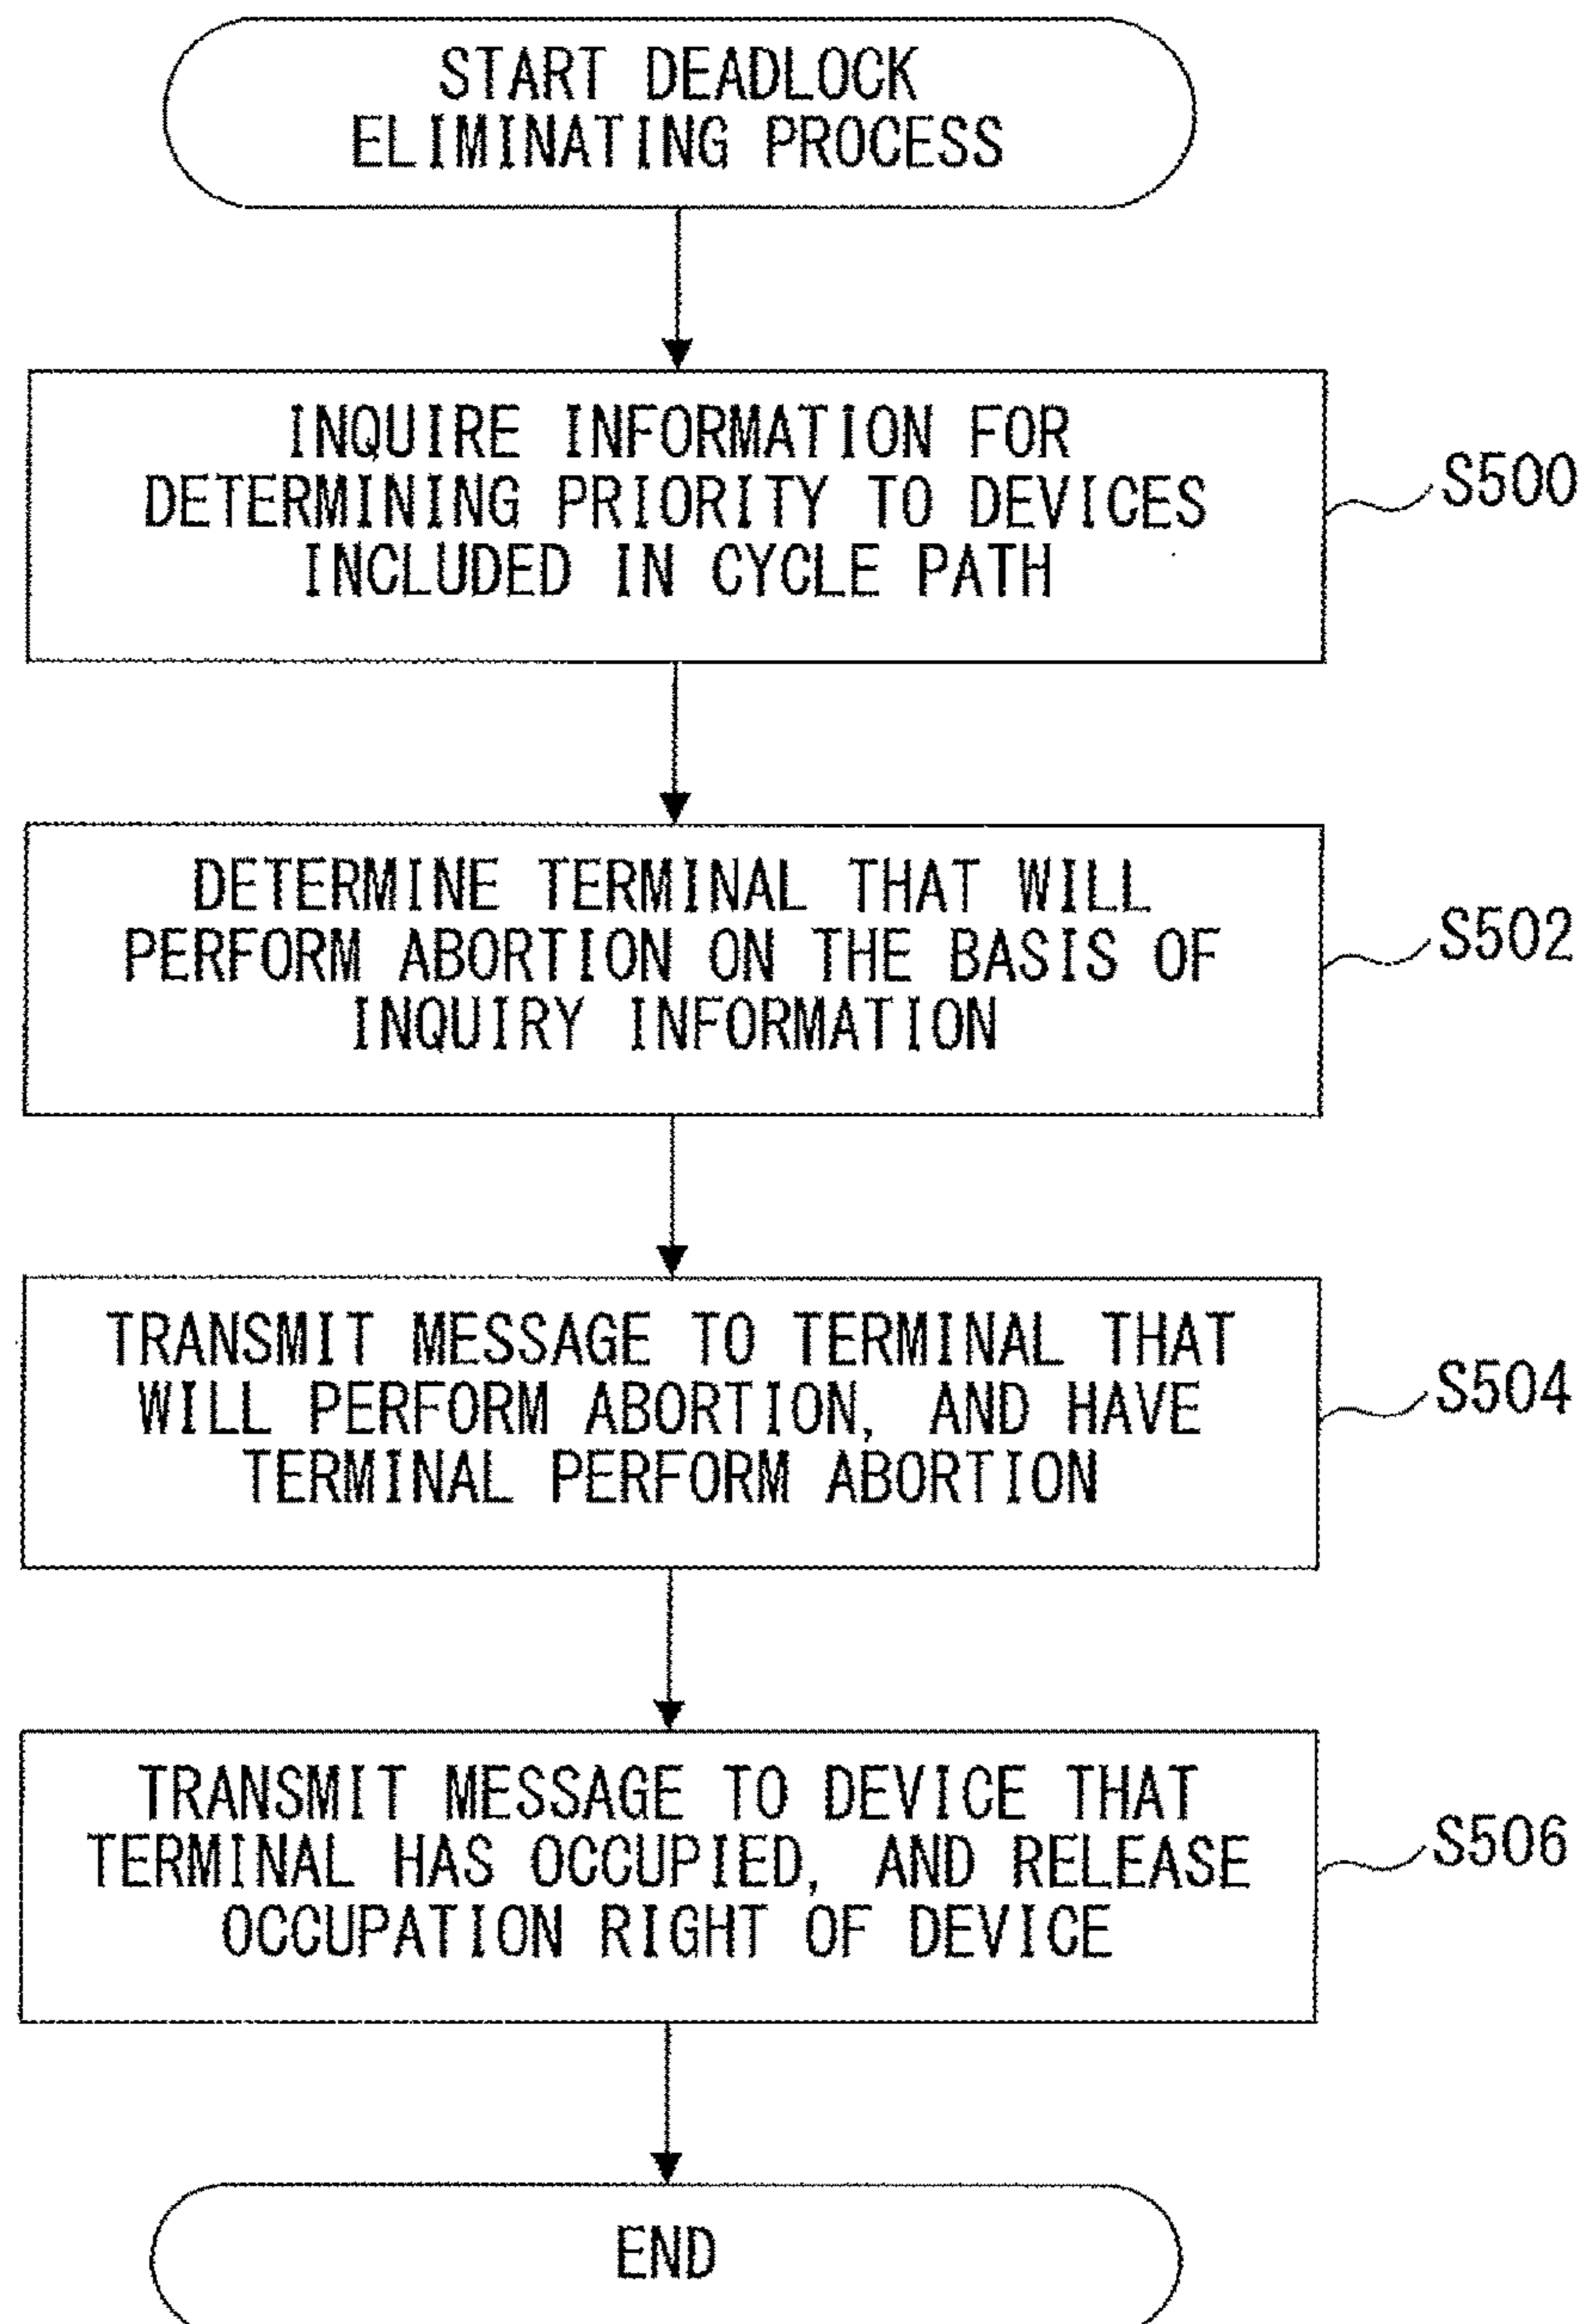 START DEADLOCK
ELIMINATING PROCESS
INQUIRE INFORMATION FOR
DETERMINING PRIORITY TO DEVICES
INCLUDED IN CYCLE PATH
S500
DETERMINE TERMINAL THAT WILL
PERFORM ABORTION ON THE BASIS OF
INQUIRY INFORMATION
S502
TRANSMIT MESSAGE TO TERMINAL THAT
WILL PERFORM ABORTION, AND HAVE
TERMINAL PERFORM ABORTION
S504
TRANSMIT MESSAGE TO DEVICE THAT
TERMINAL HAS OCCUPIED, AND RELEASE
OCCUPATION RIGHT OF DEVICE
S506
END